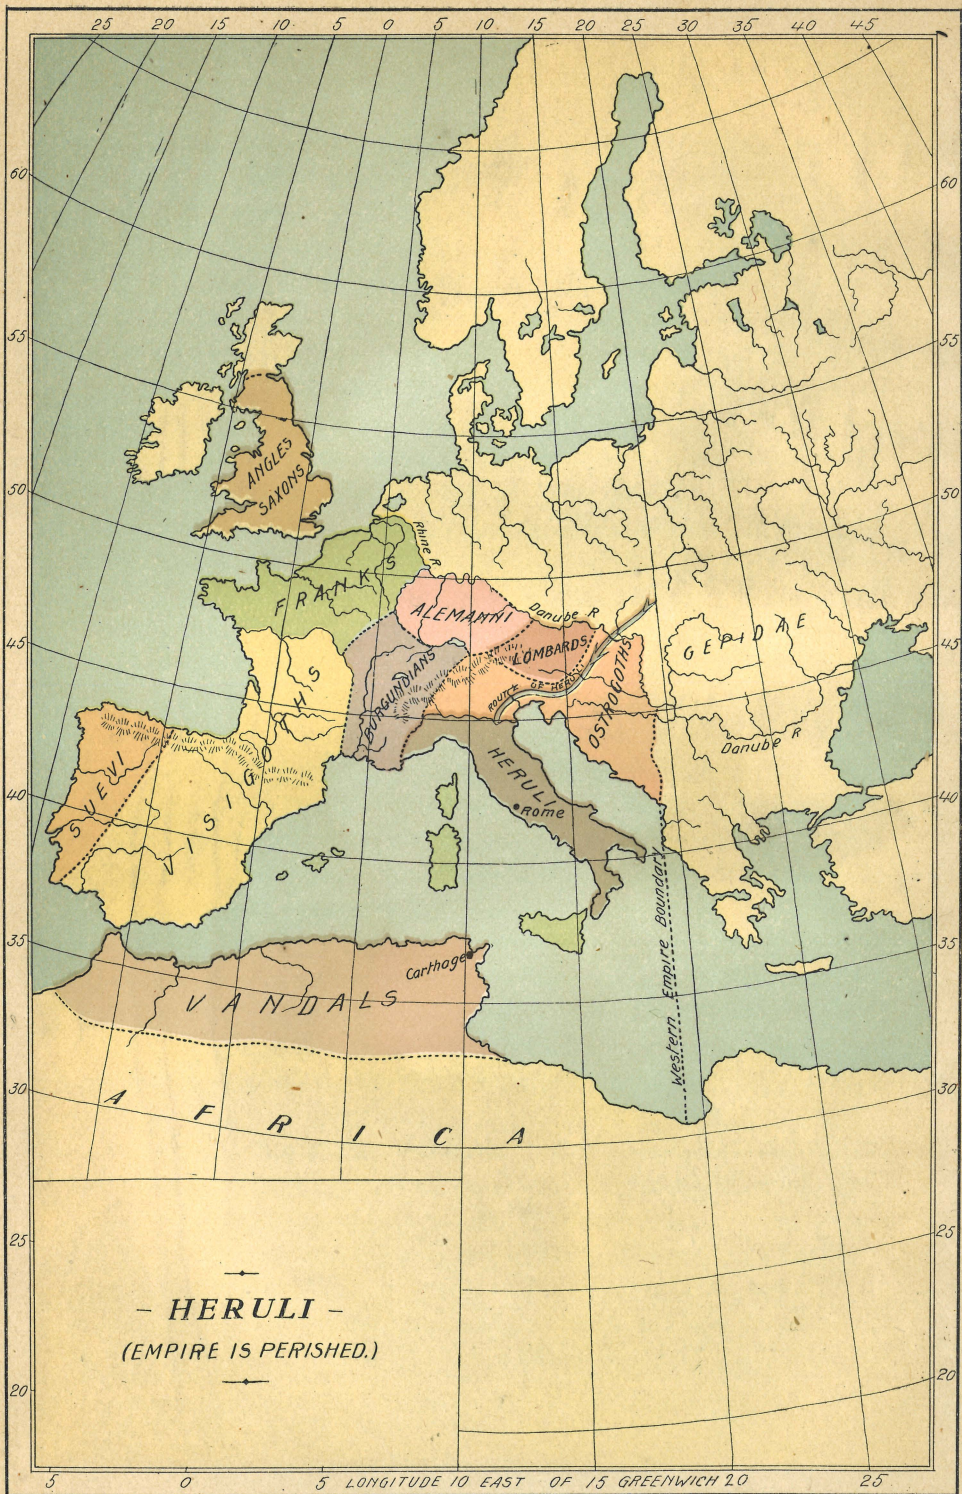 25 20 15 10 5 0 5 10 15 20 25 30 35 40 45
60 60
55 55
50 50
45 45
40 40
35 35
30 30
25 25
20 20
ANGLES
SAXONS
Rhine R
FRANKS
ALEMANNI
Danube R
LOMBARDS
GEPIDAE
BURGUNDIANS
ROUTE OF HERULI
OSTROGOTHS
VISIGOTHS
SUEVI
Danube R
HERULI
Rome
Western Empire Boundary
Carthage
VANDALS
AFRICA
– HERULI –
(EMPIRE IS PERISHED.)
5 0 5 LONGITUDE 10 EAST OF 15 GREENWICH 20 25